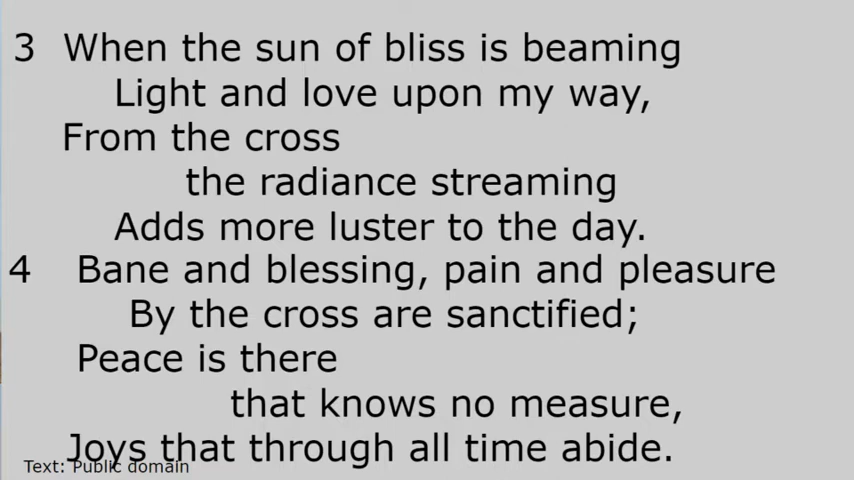 3 When the sun of bliss is beaming
Light and love upon my way,
From the cross
the radiance streaming
Adds more luster to the day.
4 Bane and blessing, pain and pleasure
By the cross are sanctified;
Peace is there
that knows no measure,
Joys that through all time abide.
Text: Public domain